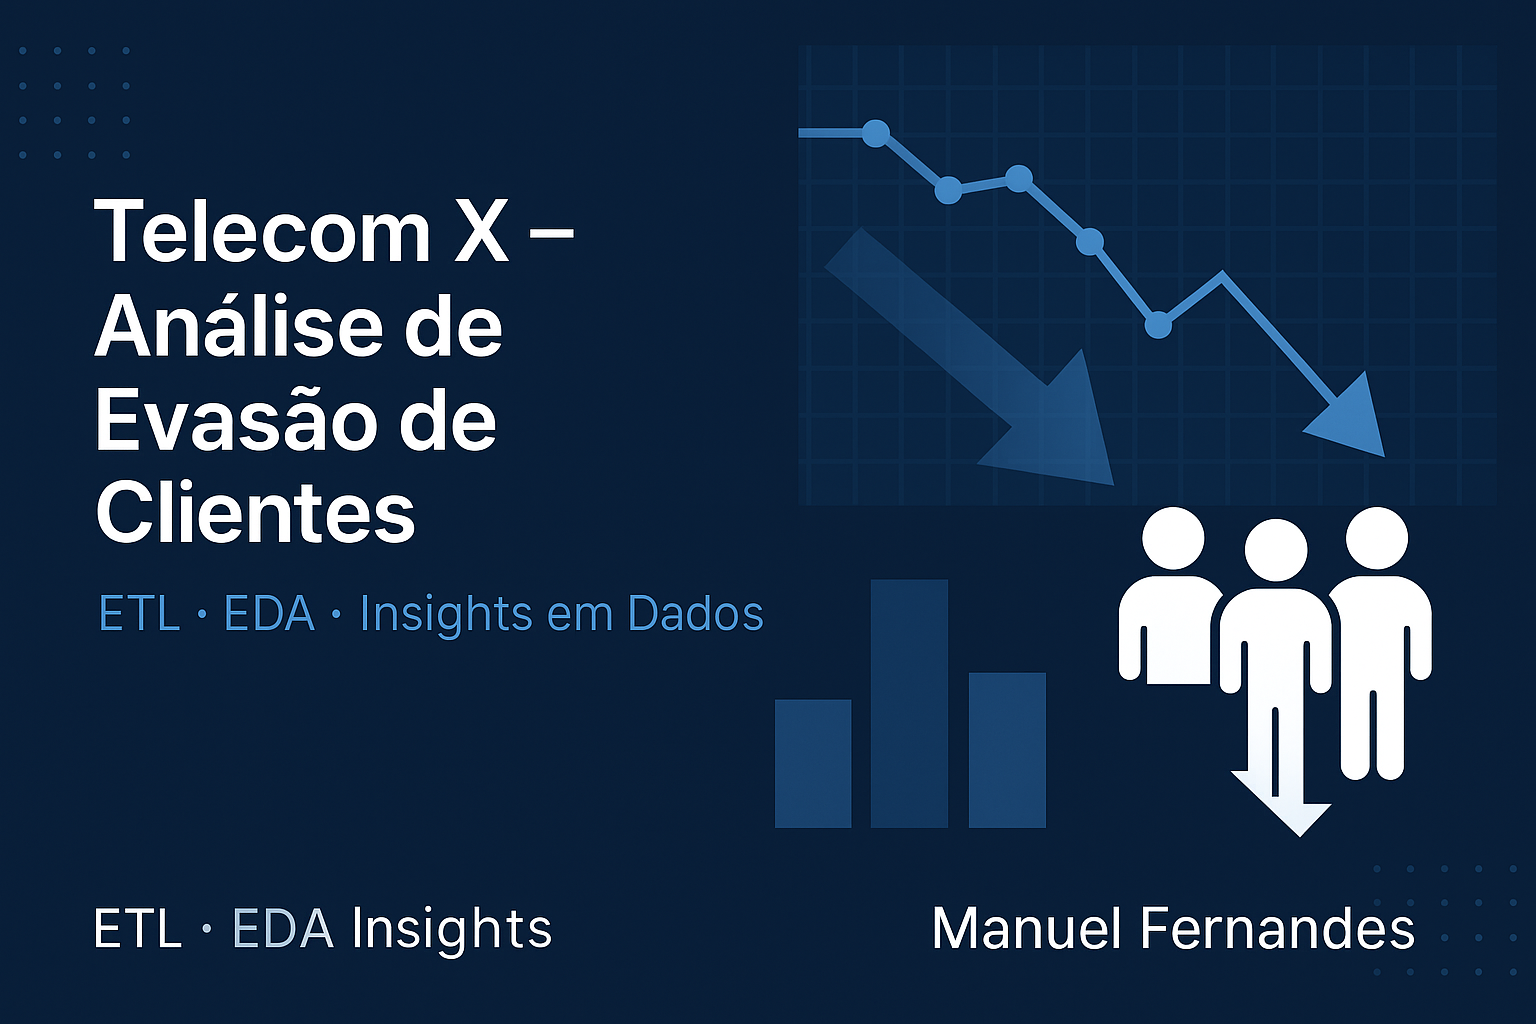 Telecom X –
Análise de
Evasão de
Clientes
ETL · EDA · Insights em Dados
ETL · EDA Insights
Manuel Fernandes